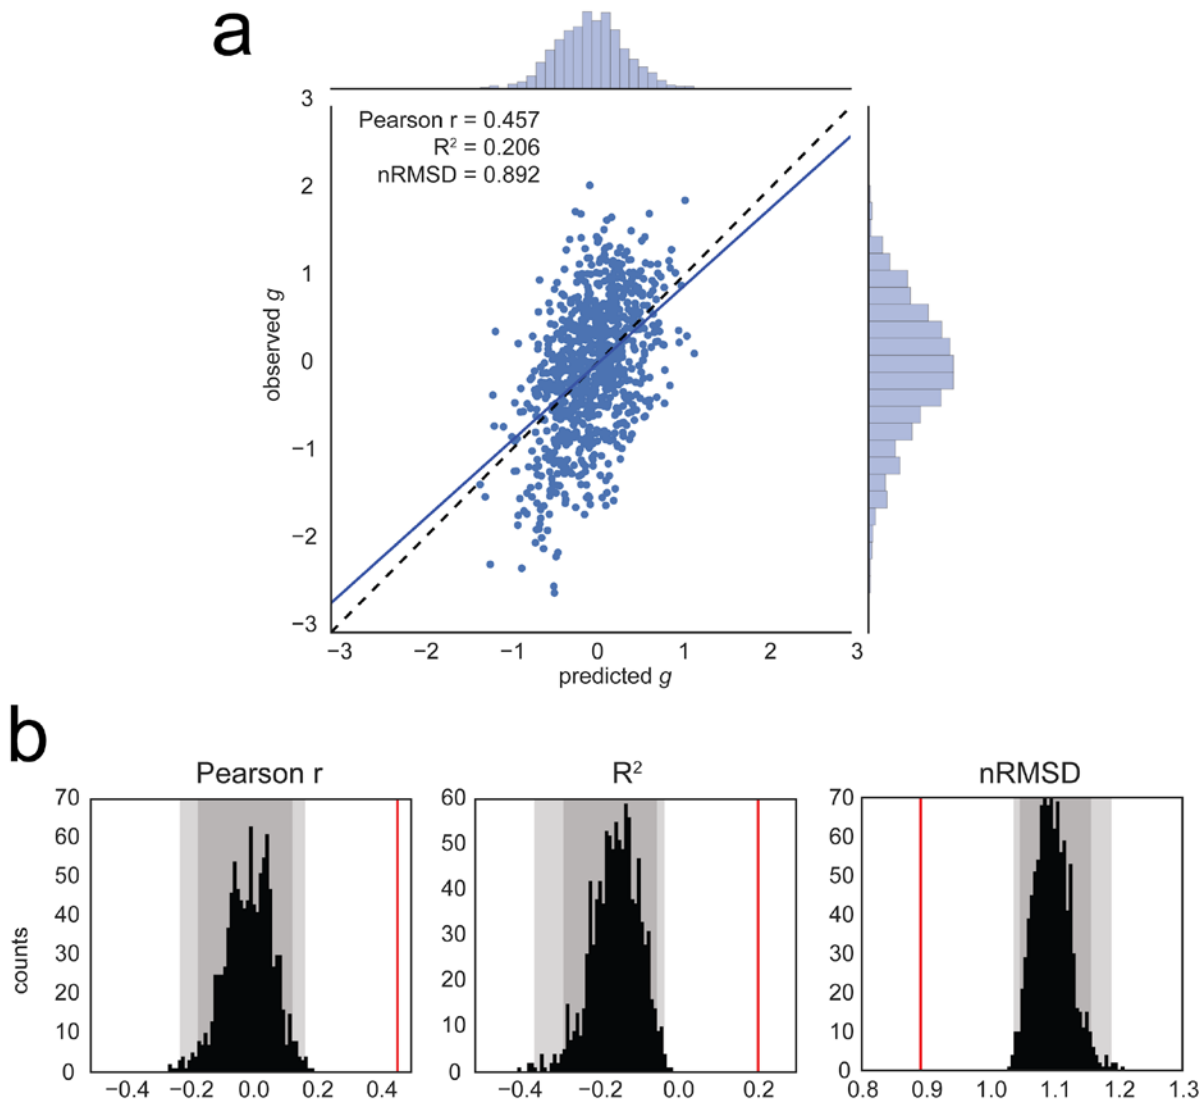 a
Pearson r = 0.457
R² = 0.206
nRMSD = 0.892
3
2
1
0
−1
−2
−3
observed g
−3 −2 −1 0 1 2 3
predicted g
b
Pearson r
70
60
50
40
30
20
10
0
counts
−0.4 −0.2 0.0 0.2 0.4
R²
60
50
40
30
20
10
0
−0.4 −0.2 0.0 0.2
nRMSD
70
60
50
40
30
20
10
0
0.8 0.9 1.0 1.1 1.2 1.3